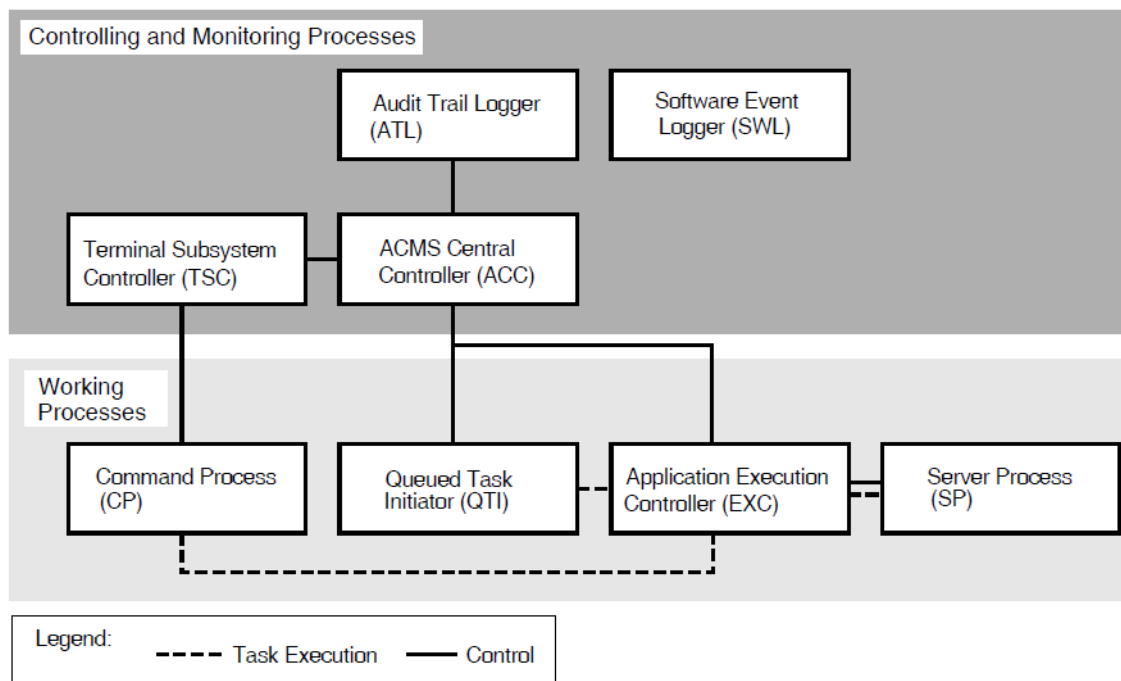 Controlling and Monitoring Processes
Audit Trail Logger
(ATL)
Software Event
Logger (SWL)
Terminal Subsystem
Controller (TSC)
ACMS Central
Controller (ACC)
Working
Processes
Command Process
(CP)
Queued Task
Initiator (QTI)
Application Execution
Controller (EXC)
Server Process
(SP)
Legend:
Task Execution
Control